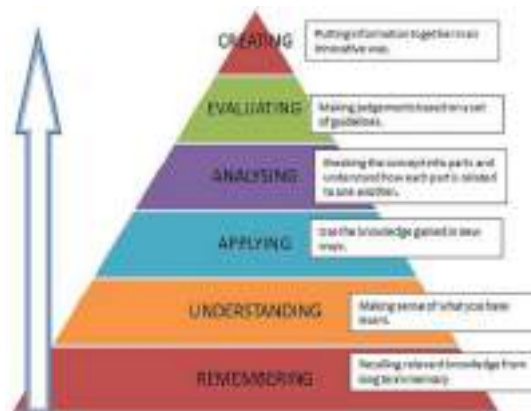 CREATING
Putting information together in an
innovative way.
EVALUATING
Making judgements based on a set
of guidelines.
ANALYSING
Breaking the concept into parts and
understand how each part is related
to one another.
APPLYING
Use the knowledge gained in new
ways.
UNDERSTANDING
Making sense of what you have
learnt.
REMEMBERING
Recalling relevant knowledge from
long term memory